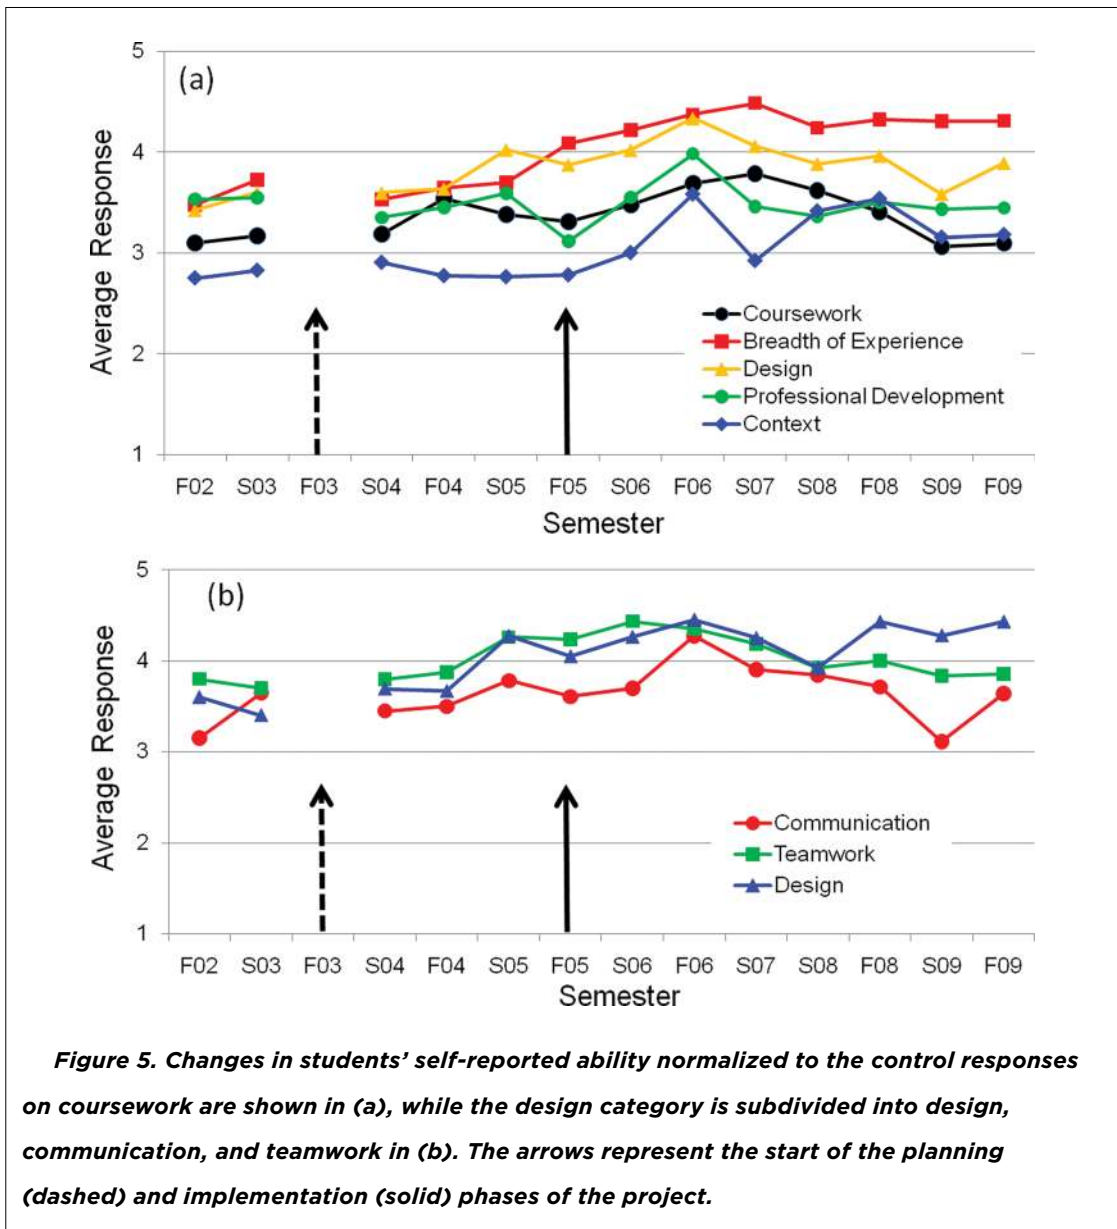 (a)
5
4
3
2
1
Average Response
Coursework
Breadth of Experience
Design
Professional Development
Context
F02 S03 F03 S04 F04 S05 F05 S06 F06 S07 S08 F08 S09 F09
Semester
(b)
5
4
3
2
1
Average Response
Communication
Teamwork
Design
F02 S03 F03 S04 F04 S05 F05 S06 F06 S07 S08 F08 S09 F09
Semester
Figure 5. Changes in students’ self-reported ability normalized to the control responses
on coursework are shown in (a), while the design category is subdivided into design,
communication, and teamwork in (b). The arrows represent the start of the planning
(dashed) and implementation (solid) phases of the project.